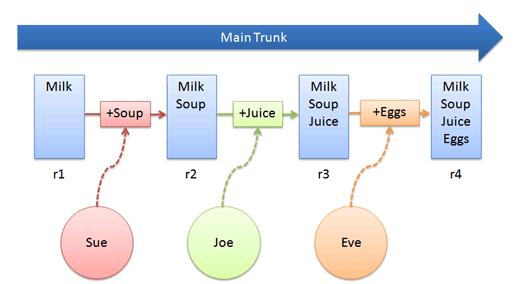 Main Trunk
Milk
+Soup
Milk
Soup
+Juice
Milk
Soup
Juice
+Eggs
Milk
Soup
Juice
Eggs
r1
r2
r3
r4
Sue
Joe
Eve